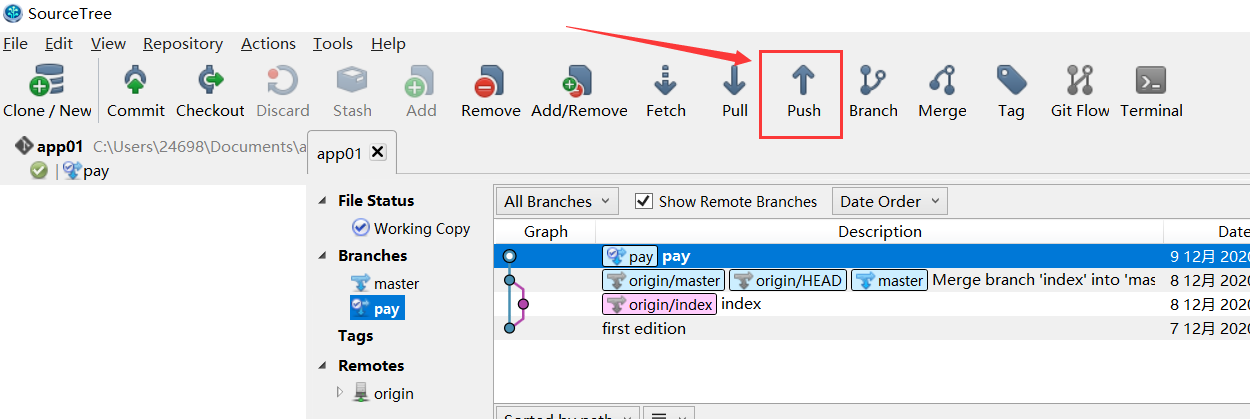 SourceTree
File Edit View Repository Actions Tools Help
Clone / New Commit Checkout Discard Stash Add Remove Add/Remove Fetch Pull Push Branch Merge Tag Git Flow Terminal
app01 C:\Users\24698\Documents\a
pay
app01
File Status
Working Copy
Branches
master
pay
Tags
Remotes
origin
All Branches Show Remote Branches Date Order
Graph Description Date
pay pay 9 12月 2020
origin/master origin/HEAD master Merge branch 'index' into 'mas 8 12月 2020
origin/index index 8 12月 2020
first edition 7 12月 2020
Sorted by path